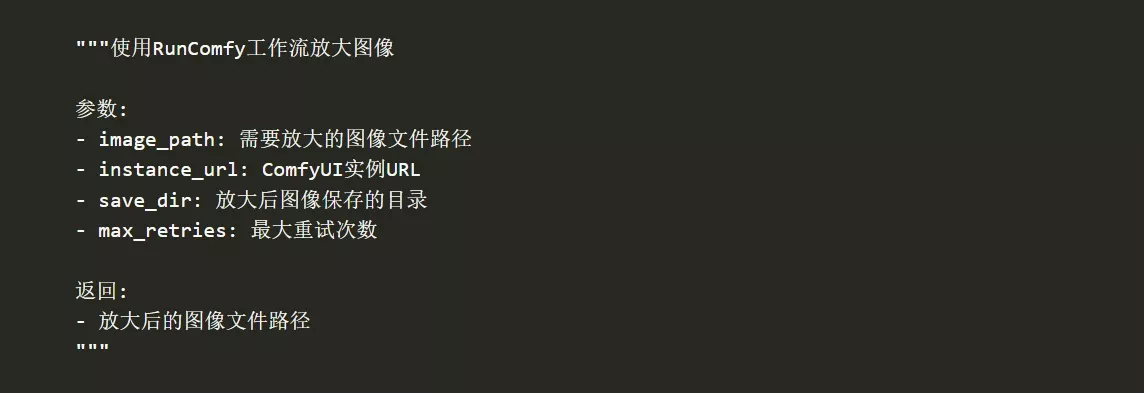 """使用RunComfy工作流放大图像
参数:
- image_path: 需要放大的图像文件路径
- instance_url: ComfyUI实例URL
- save_dir: 放大后图像保存的目录
- max_retries: 最大重试次数
返回:
- 放大后的图像文件路径
"""